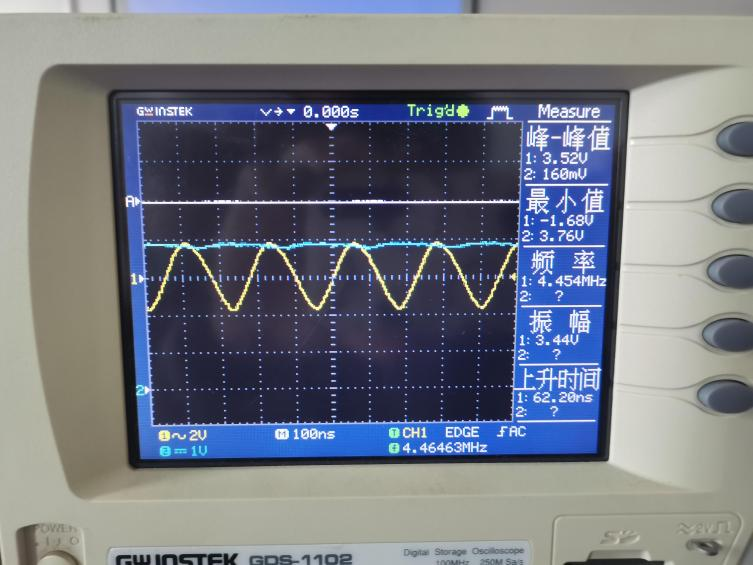 GWINSTEK 0.000s Trig'd Measure
峰-峰值
1: 3.52V
2: 160mV
A
最小值
1: -1.68V
2: 3.76V
频率
1
1: 4.454MHz
2: ?
振幅
1: 3.44V
2: ?
上升时间
2
1: 62.20ns
2: ?
1 2V M 100ns T CH1 EDGE AC
2 1V f 4.46463MHz
POWER
GWINSTEK GDS-1102
Digital Storage Oscilloscope
100MHz 250M Sa/s
SD